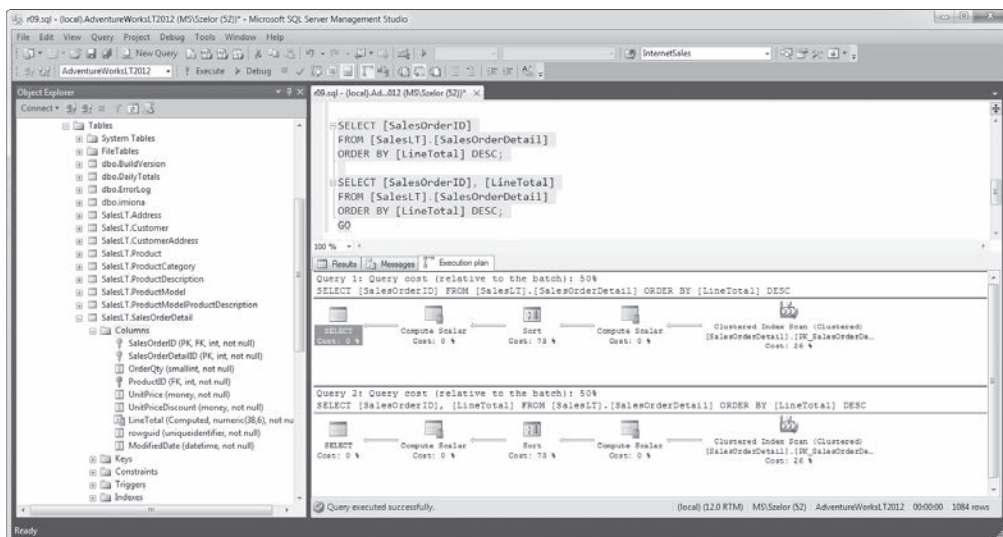 r09.sql - (local).AdventureWorksLT2012 (MS\Szelor (52))* - Microsoft SQL Server Management Studio
File Edit View Query Project Debug Tools Window Help
New Query InternetSales
AdventureWorksLT2012 Execute Debug
Object Explorer
Connect
Tables
System Tables
FileTables
dbo.BuildVersion
dbo.DailyTotals
dbo.ErrorLog
dbo.imiona
SalesLT.Address
SalesLT.Customer
SalesLT.CustomerAddress
SalesLT.Product
SalesLT.ProductCategory
SalesLT.ProductDescription
SalesLT.ProductModel
SalesLT.ProductModelProductDescription
SalesLT.SalesOrderDetail
Columns
SalesOrderID (PK, FK, int, not null)
SalesOrderDetailID (PK, int, not null)
OrderQty (smallint, not null)
ProductID (FK, int, not null)
UnitPrice (money, not null)
UnitPriceDiscount (money, not null)
LineTotal (Computed, numeric(38,6), not nu
rowguid (uniqueidentifier, not null)
ModifiedDate (datetime, not null)
Keys
Constraints
Triggers
Indexes
r09.sql - (local).Ad...012 (MS\Szelor (52))*
SELECT [SalesOrderID]
FROM [SalesLT].[SalesOrderDetail]
ORDER BY [LineTotal] DESC;
SELECT [SalesOrderID], [LineTotal]
FROM [SalesLT].[SalesOrderDetail]
ORDER BY [LineTotal] DESC;
GO
100 %
Results Messages Execution plan
Query 1: Query cost (relative to the batch): 50%
SELECT [SalesOrderID] FROM [SalesLT].[SalesOrderDetail] ORDER BY [LineTotal] DESC
SELECT
Cost: 0 %
Compute Scalar
Cost: 0 %
Sort
Cost: 73 %
Compute Scalar
Cost: 0 %
Clustered Index Scan (Clustered)
[SalesOrderDetail].[PK_SalesOrderDe…
Cost: 26 %
Query 2: Query cost (relative to the batch): 50%
SELECT [SalesOrderID], [LineTotal] FROM [SalesLT].[SalesOrderDetail] ORDER BY [LineTotal] DESC
SELECT
Cost: 0 %
Compute Scalar
Cost: 0 %
Sort
Cost: 73 %
Compute Scalar
Cost: 0 %
Clustered Index Scan (Clustered)
[SalesOrderDetail].[PK_SalesOrderDe…
Cost: 26 %
Query executed successfully. (local) (12.0 RTM) MS\Szelor (52) AdventureWorksLT2012 00:00:00 1084 rows
Ready